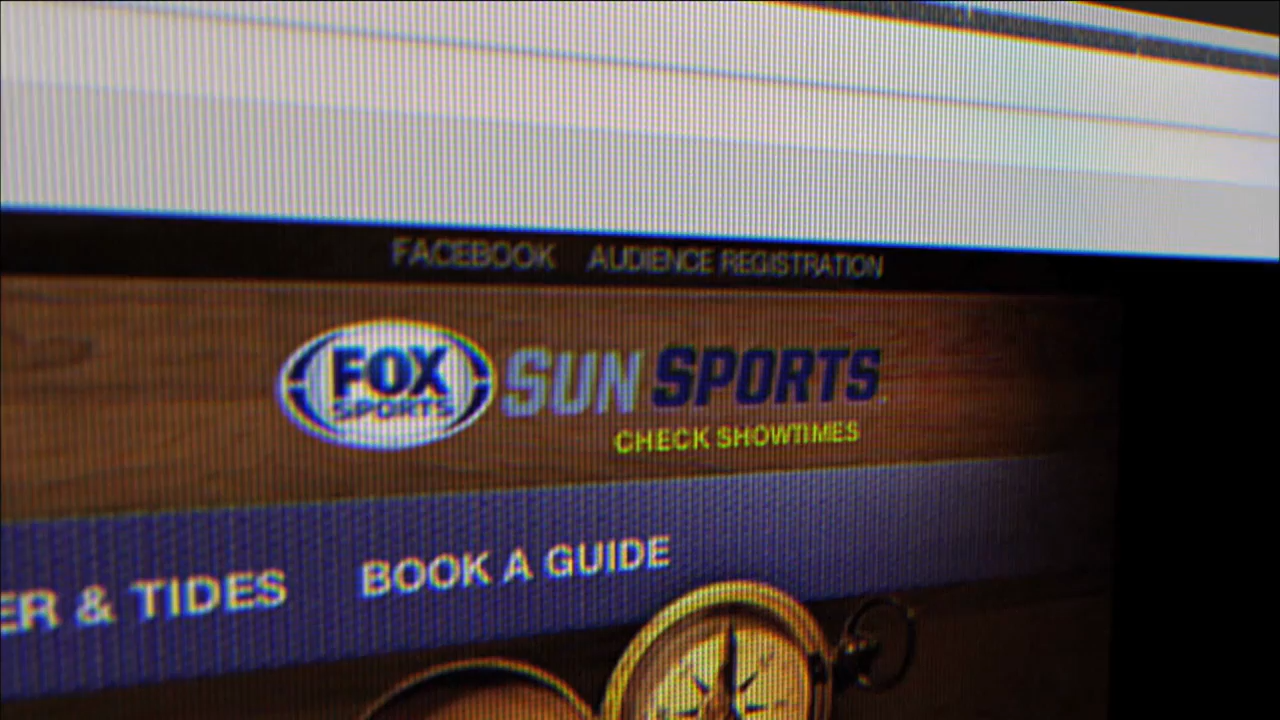 FACEBOOK AUDIENCE REGISTRATION
FOX
SPORTS
SUN SPORTS
CHECK SHOWTIMES
ER & TIDES BOOK A GUIDE